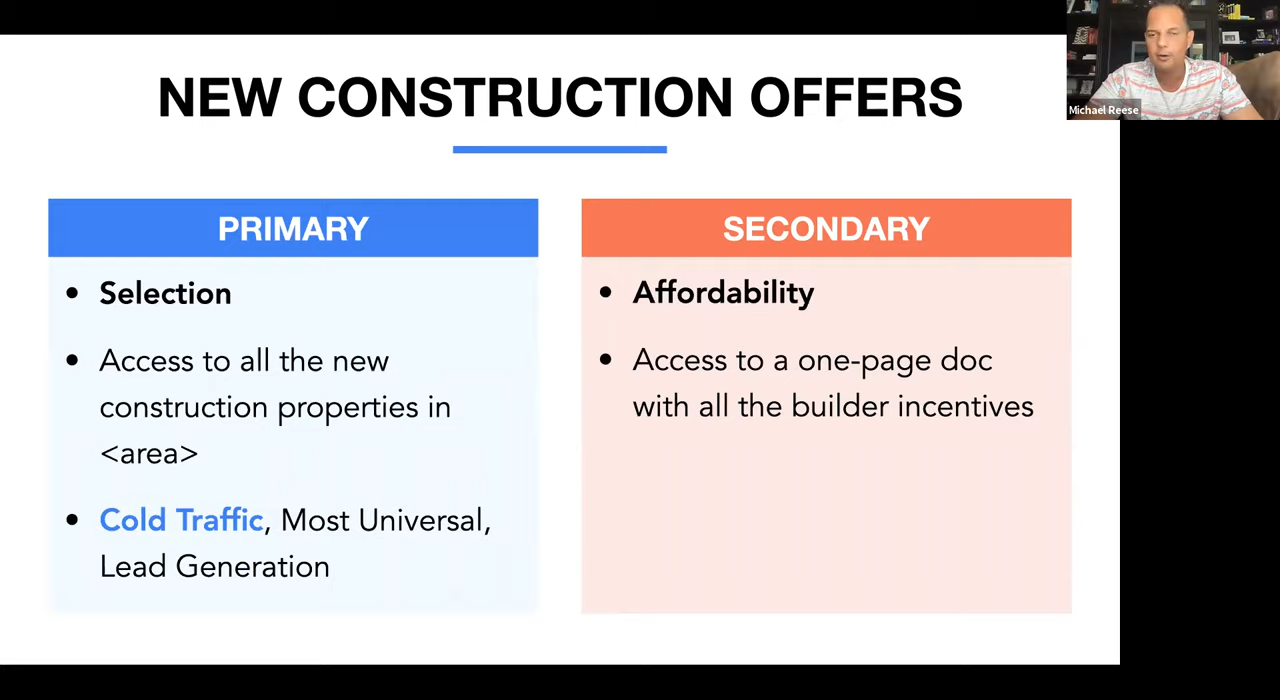 NEW CONSTRUCTION OFFERS
Michael Reese
PRIMARY
• Selection
• Access to all the new
construction properties in
<area>
• Cold Traffic, Most Universal,
Lead Generation
SECONDARY
• Affordability
• Access to a one-page doc
with all the builder incentives